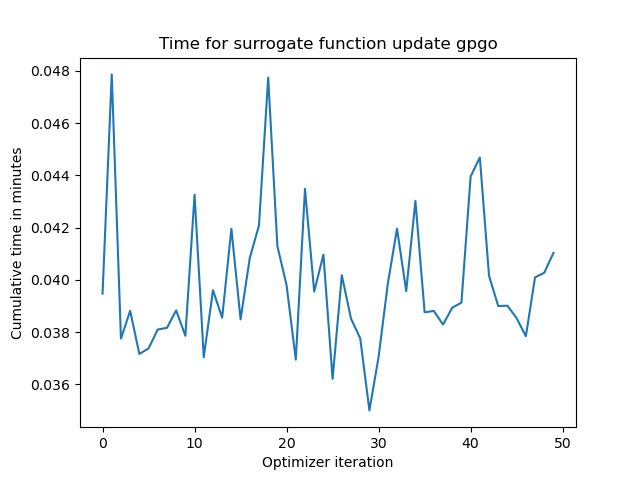 Time for surrogate function update gpgo
Cumulative time in minutes
0.048
0.046
0.044
0.042
0.040
0.038
0.036
0 10 20 30 40 50
Optimizer iteration